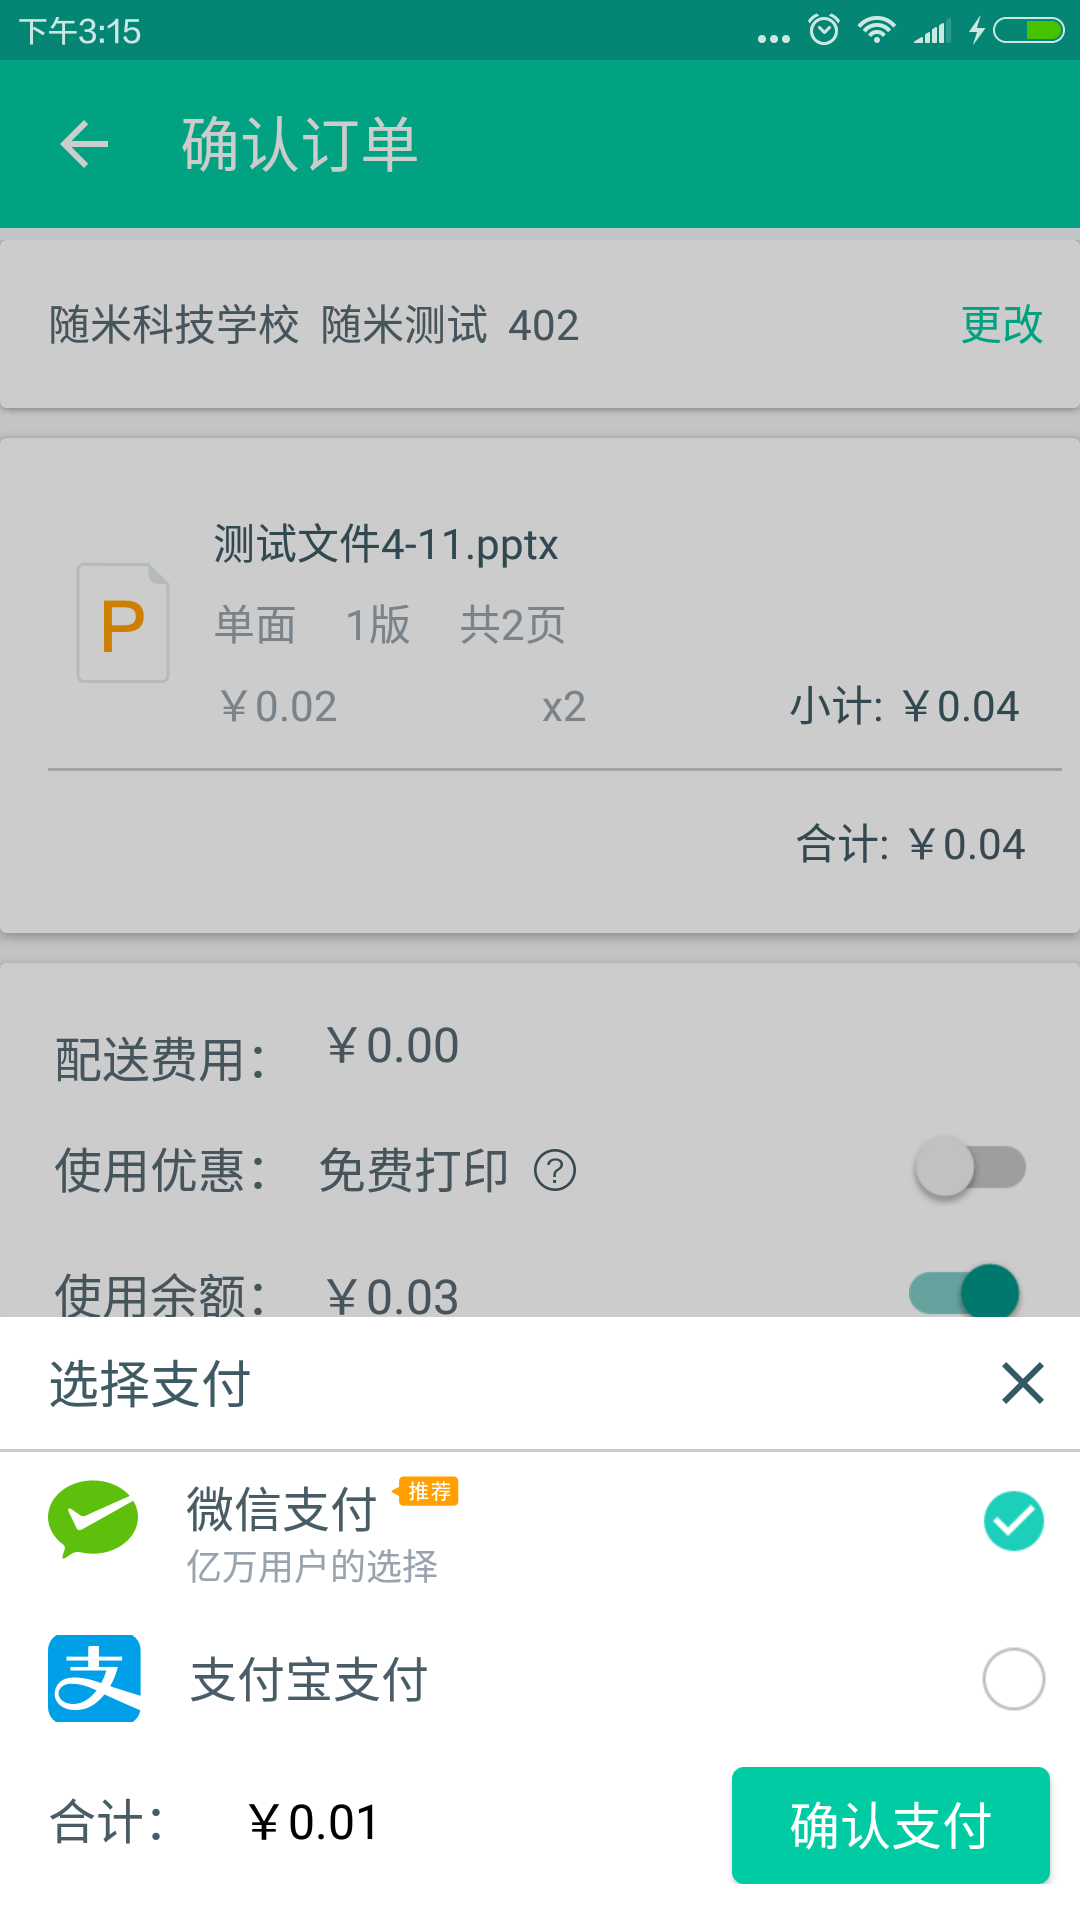 下午3:15
确认订单
随米科技学校 随米测试 402 更改
测试文件4-11.pptx
P
单面 1版 共2页
￥0.02 x2 小计: ￥0.04
合计: ￥0.04
配送费用： ￥0.00
使用优惠： 免费打印 ?
使用余额： ￥0.03
选择支付
微信支付 推荐
亿万用户的选择
支 支付宝支付
合计： ￥0.01 确认支付